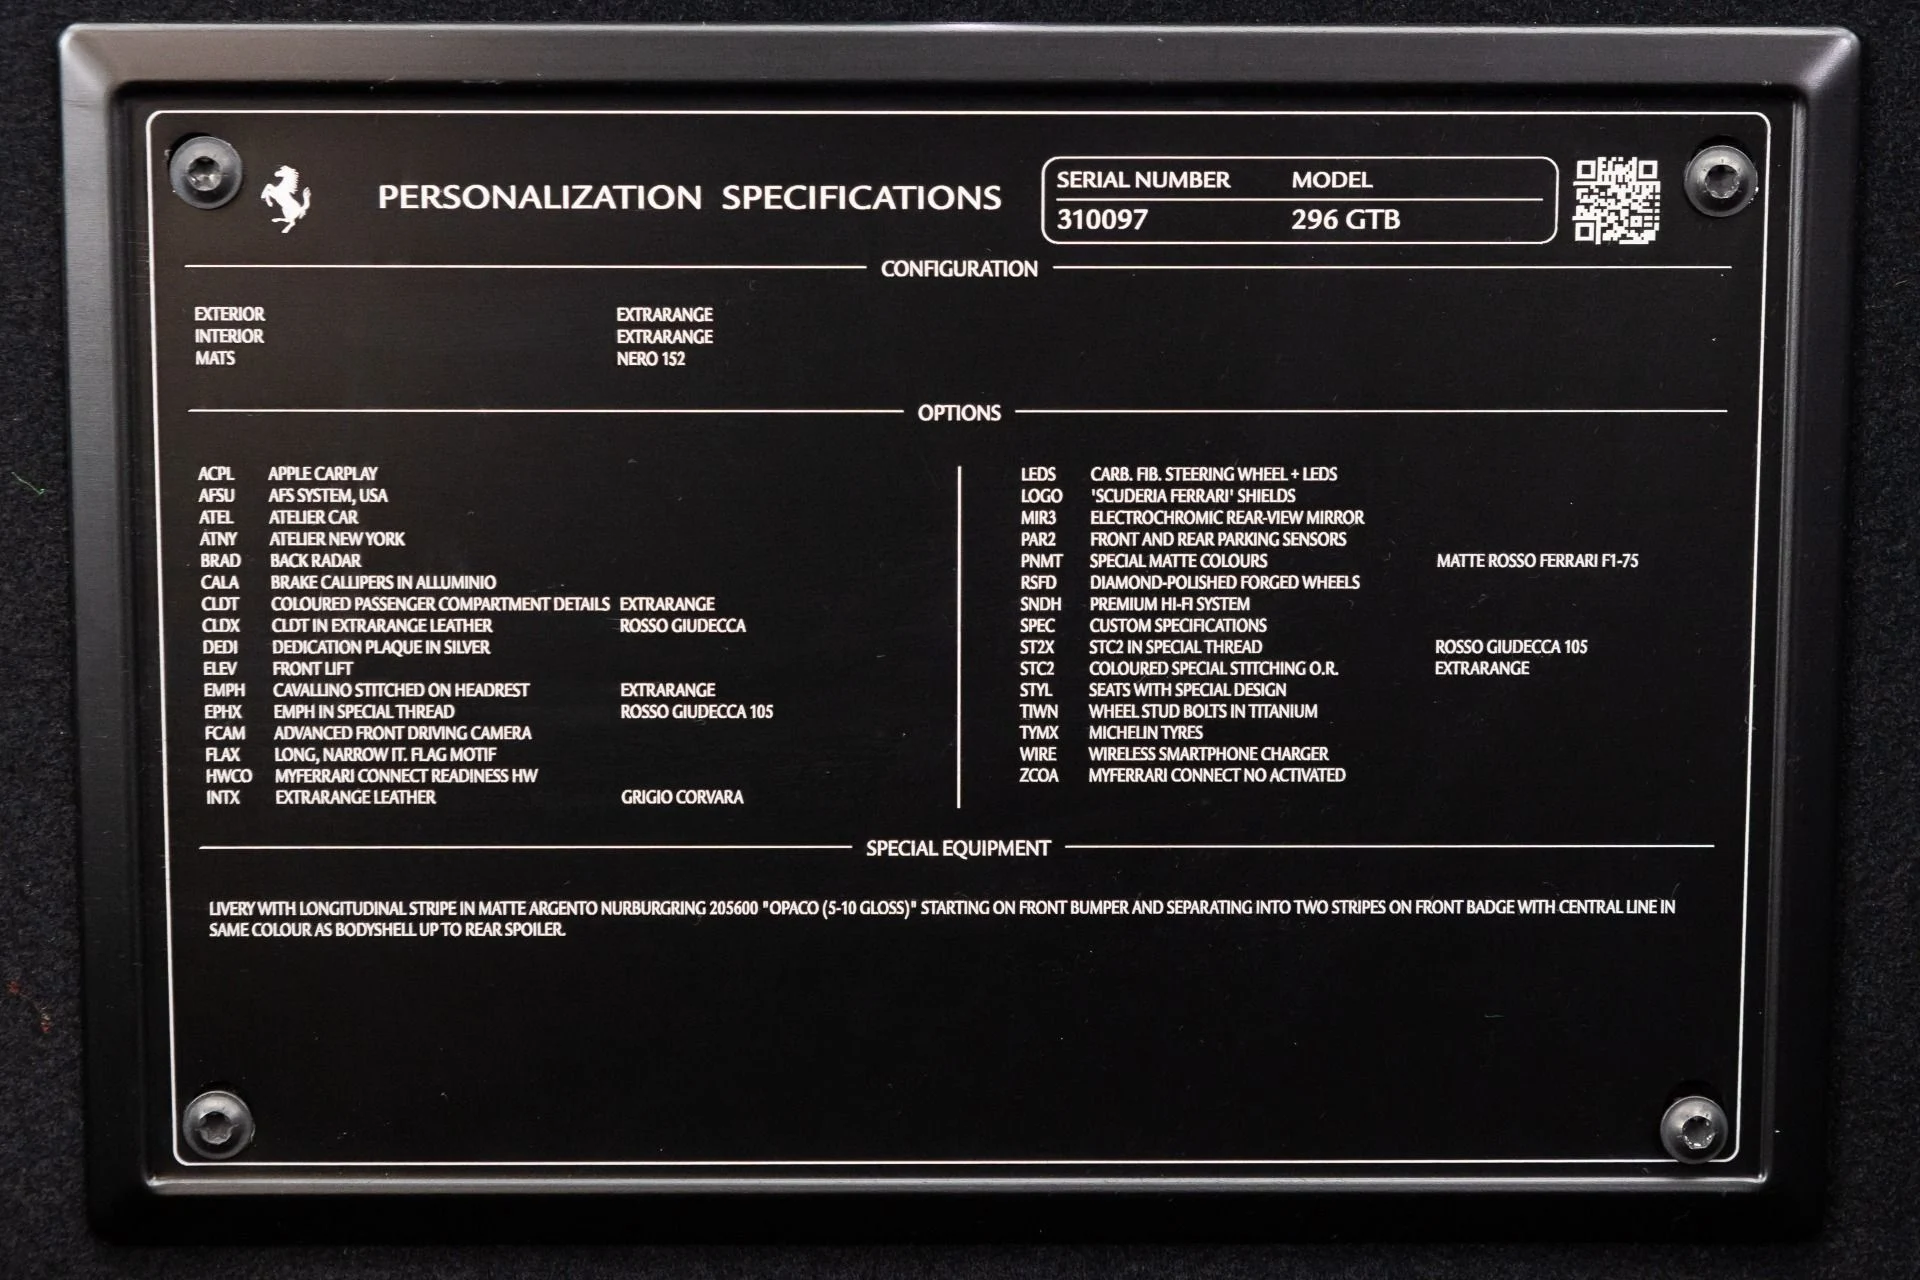 PERSONALIZATION SPECIFICATIONS
SERIAL NUMBER MODEL
310097 296 GTB
CONFIGURATION
EXTERIOR EXTRARANGE
INTERIOR EXTRARANGE
MATS NERO 152
OPTIONS
ACPL APPLE CARPLAY
AFSU AFS SYSTEM, USA
ATEL ATELIER CAR
ATNY ATELIER NEW YORK
BRAD BACK RADAR
CALA BRAKE CALLIPERS IN ALLUMINIO
CLDT COLOURED PASSENGER COMPARTMENT DETAILS EXTRARANGE
CLDX CLDT IN EXTRARANGE LEATHER ROSSO GIUDECCA
DEDI DEDICATION PLAQUE IN SILVER
ELEV FRONT LIFT
EMPH CAVALLINO STITCHED ON HEADREST EXTRARANGE
EPHX EMPH IN SPECIAL THREAD ROSSO GIUDECCA 105
FCAM ADVANCED FRONT DRIVING CAMERA
FLAX LONG, NARROW IT. FLAG MOTIF
HWCO MYFERRARI CONNECT READINESS HW
INTX EXTRARANGE LEATHER GRIGIO CORVARA
LEDS CARB. FIB. STEERING WHEEL + LEDS
LOGO 'SCUDERIA FERRARI' SHIELDS
MIR3 ELECTROCHROMIC REAR-VIEW MIRROR
PAR2 FRONT AND REAR PARKING SENSORS
PNMT SPECIAL MATTE COLOURS MATTE ROSSO FERRARI F1-75
RSFD DIAMOND-POLISHED FORGED WHEELS
SNDH PREMIUM HI-FI SYSTEM
SPEC CUSTOM SPECIFICATIONS
ST2X STC2 IN SPECIAL THREAD ROSSO GIUDECCA 105
STC2 COLOURED SPECIAL STITCHING O.R. EXTRARANGE
STYL SEATS WITH SPECIAL DESIGN
TIWN WHEEL STUD BOLTS IN TITANIUM
TYMX MICHELIN TYRES
WIRE WIRELESS SMARTPHONE CHARGER
ZCOA MYFERRARI CONNECT NO ACTIVATED
SPECIAL EQUIPMENT
LIVERY WITH LONGITUDINAL STRIPE IN MATTE ARGENTO NURBURGRING 205600 "OPACO (5-10 GLOSS)" STARTING ON FRONT BUMPER AND SEPARATING INTO TWO STRIPES ON FRONT BADGE WITH CENTRAL LINE IN
SAME COLOUR AS BODYSHELL UP TO REAR SPOILER.